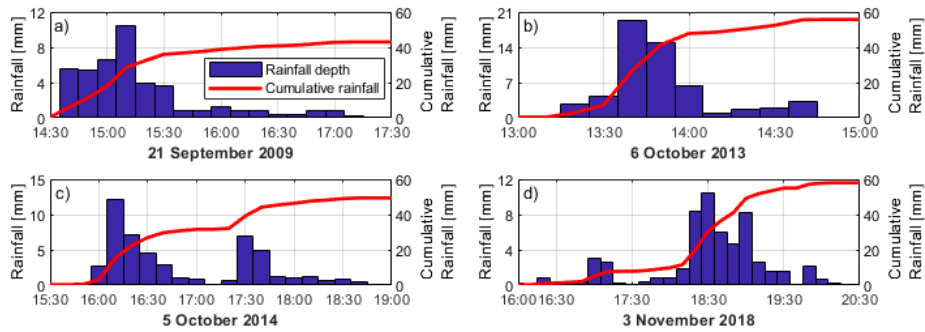 Rainfall [mm]
12
8
4
0
a)
Rainfall depth
Cumulative rainfall
60
40
20
0
Cumulative
Rainfall [mm]
14:30 15:00 15:30 16:00 16:30 17:00 17:30
21 September 2009
Rainfall [mm]
21
14
7
0
b)
60
40
20
0
Cumulative
Rainfall [mm]
13:00 13:30 14:00 14:30 15:00
6 October 2013
Rainfall [mm]
15
10
5
0
c)
60
40
20
0
Cumulative
Rainfall [mm]
15:30 16:00 16:30 17:00 17:30 18:00 18:30 19:00
5 October 2014
Rainfall [mm]
12
8
4
0
d)
60
40
20
0
Cumulative
Rainfall [mm]
16:00 16:30 17:30 18:30 19:30 20:30
3 November 2018